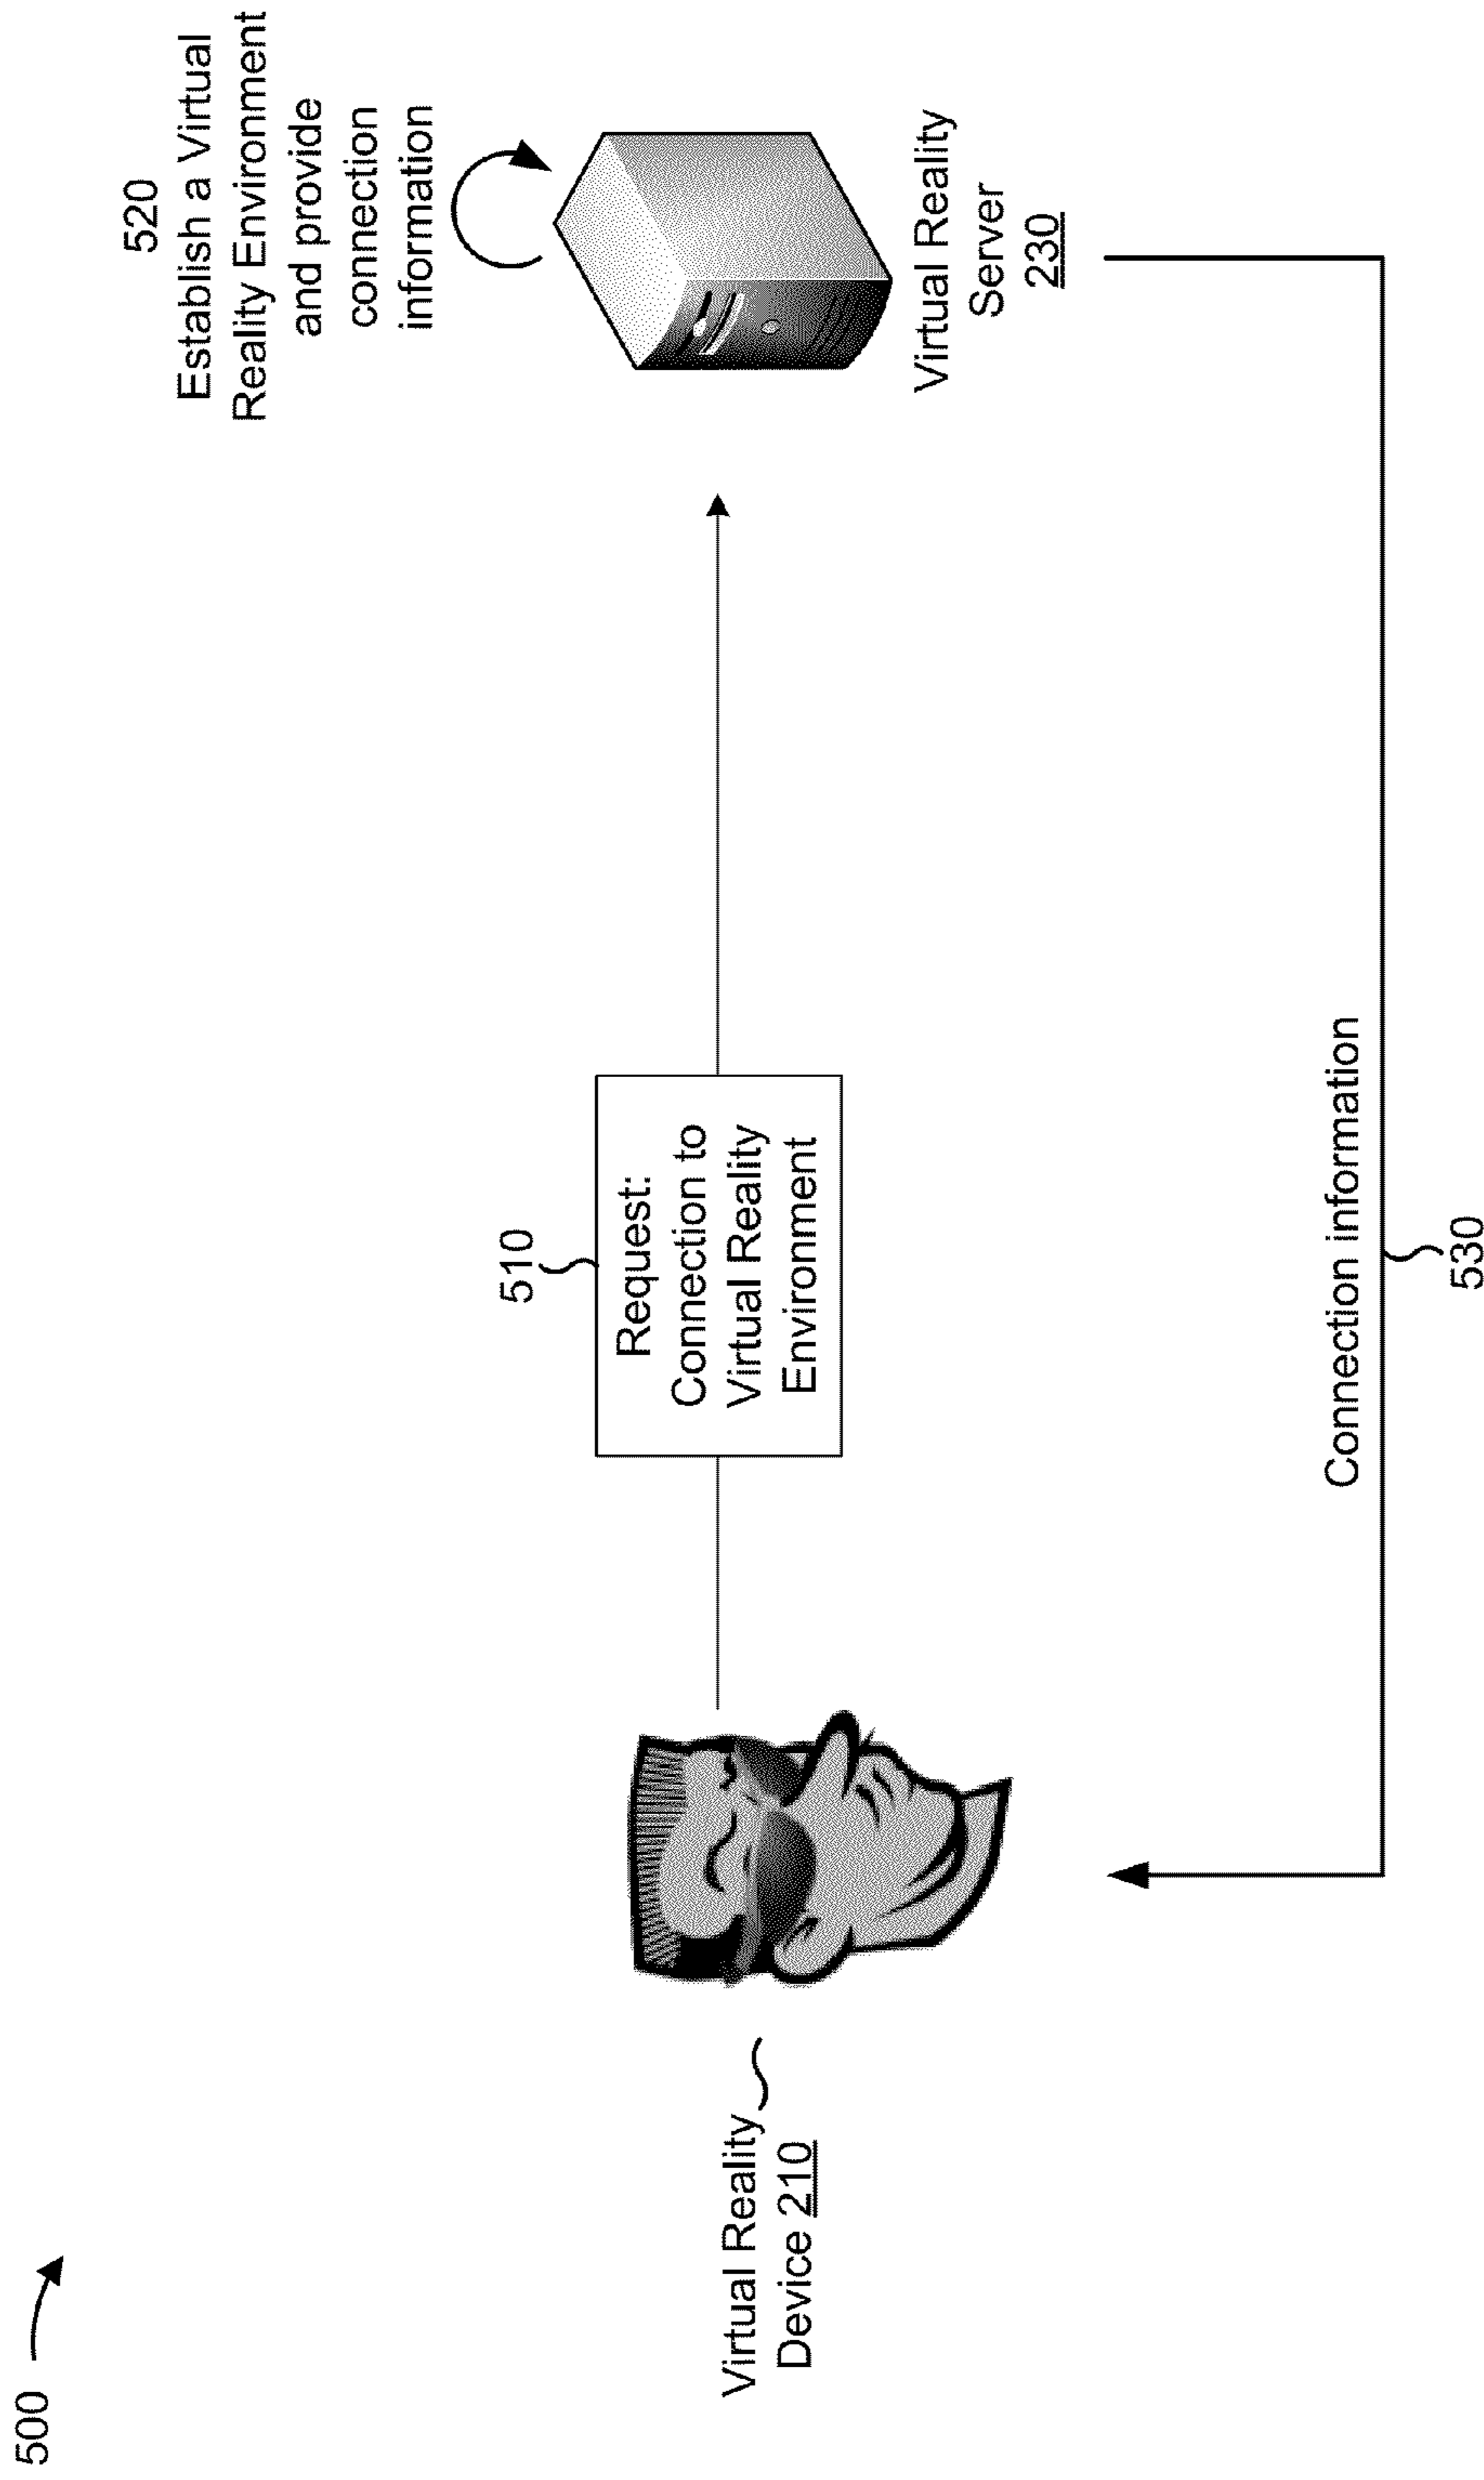 500
520
Establish a Virtual
Reality Environment
and provide
connection
information
510
Request:
Connection to
Virtual Reality
Environment
Virtual Reality
Device 210
Virtual Reality
Server
230
Connection information
530